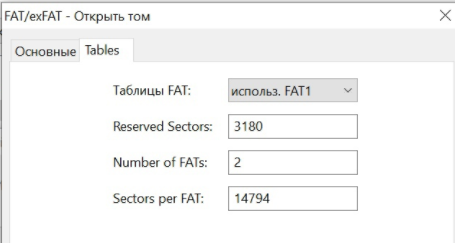 FAT/exFAT - Открыть том
Основные Tables
Таблицы FAT: использ. FAT1
Reserved Sectors: 3180
Number of FATs: 2
Sectors per FAT: 14794